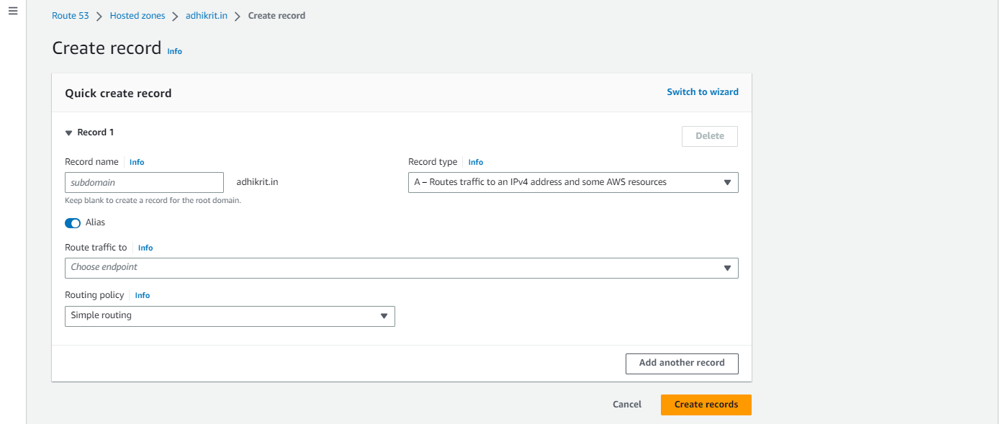 Route 53 > Hosted zones > adhikrit.in > Create record
Create record Info
Quick create record Switch to wizard
Record 1 Delete
Record name Info Record type Info
subdomain adhikrit.in A – Routes traffic to an IPv4 address and some AWS resources
Keep blank to create a record for the root domain.
Alias
Route traffic to Info
Choose endpoint
Routing policy Info
Simple routing
Add another record
Cancel Create records